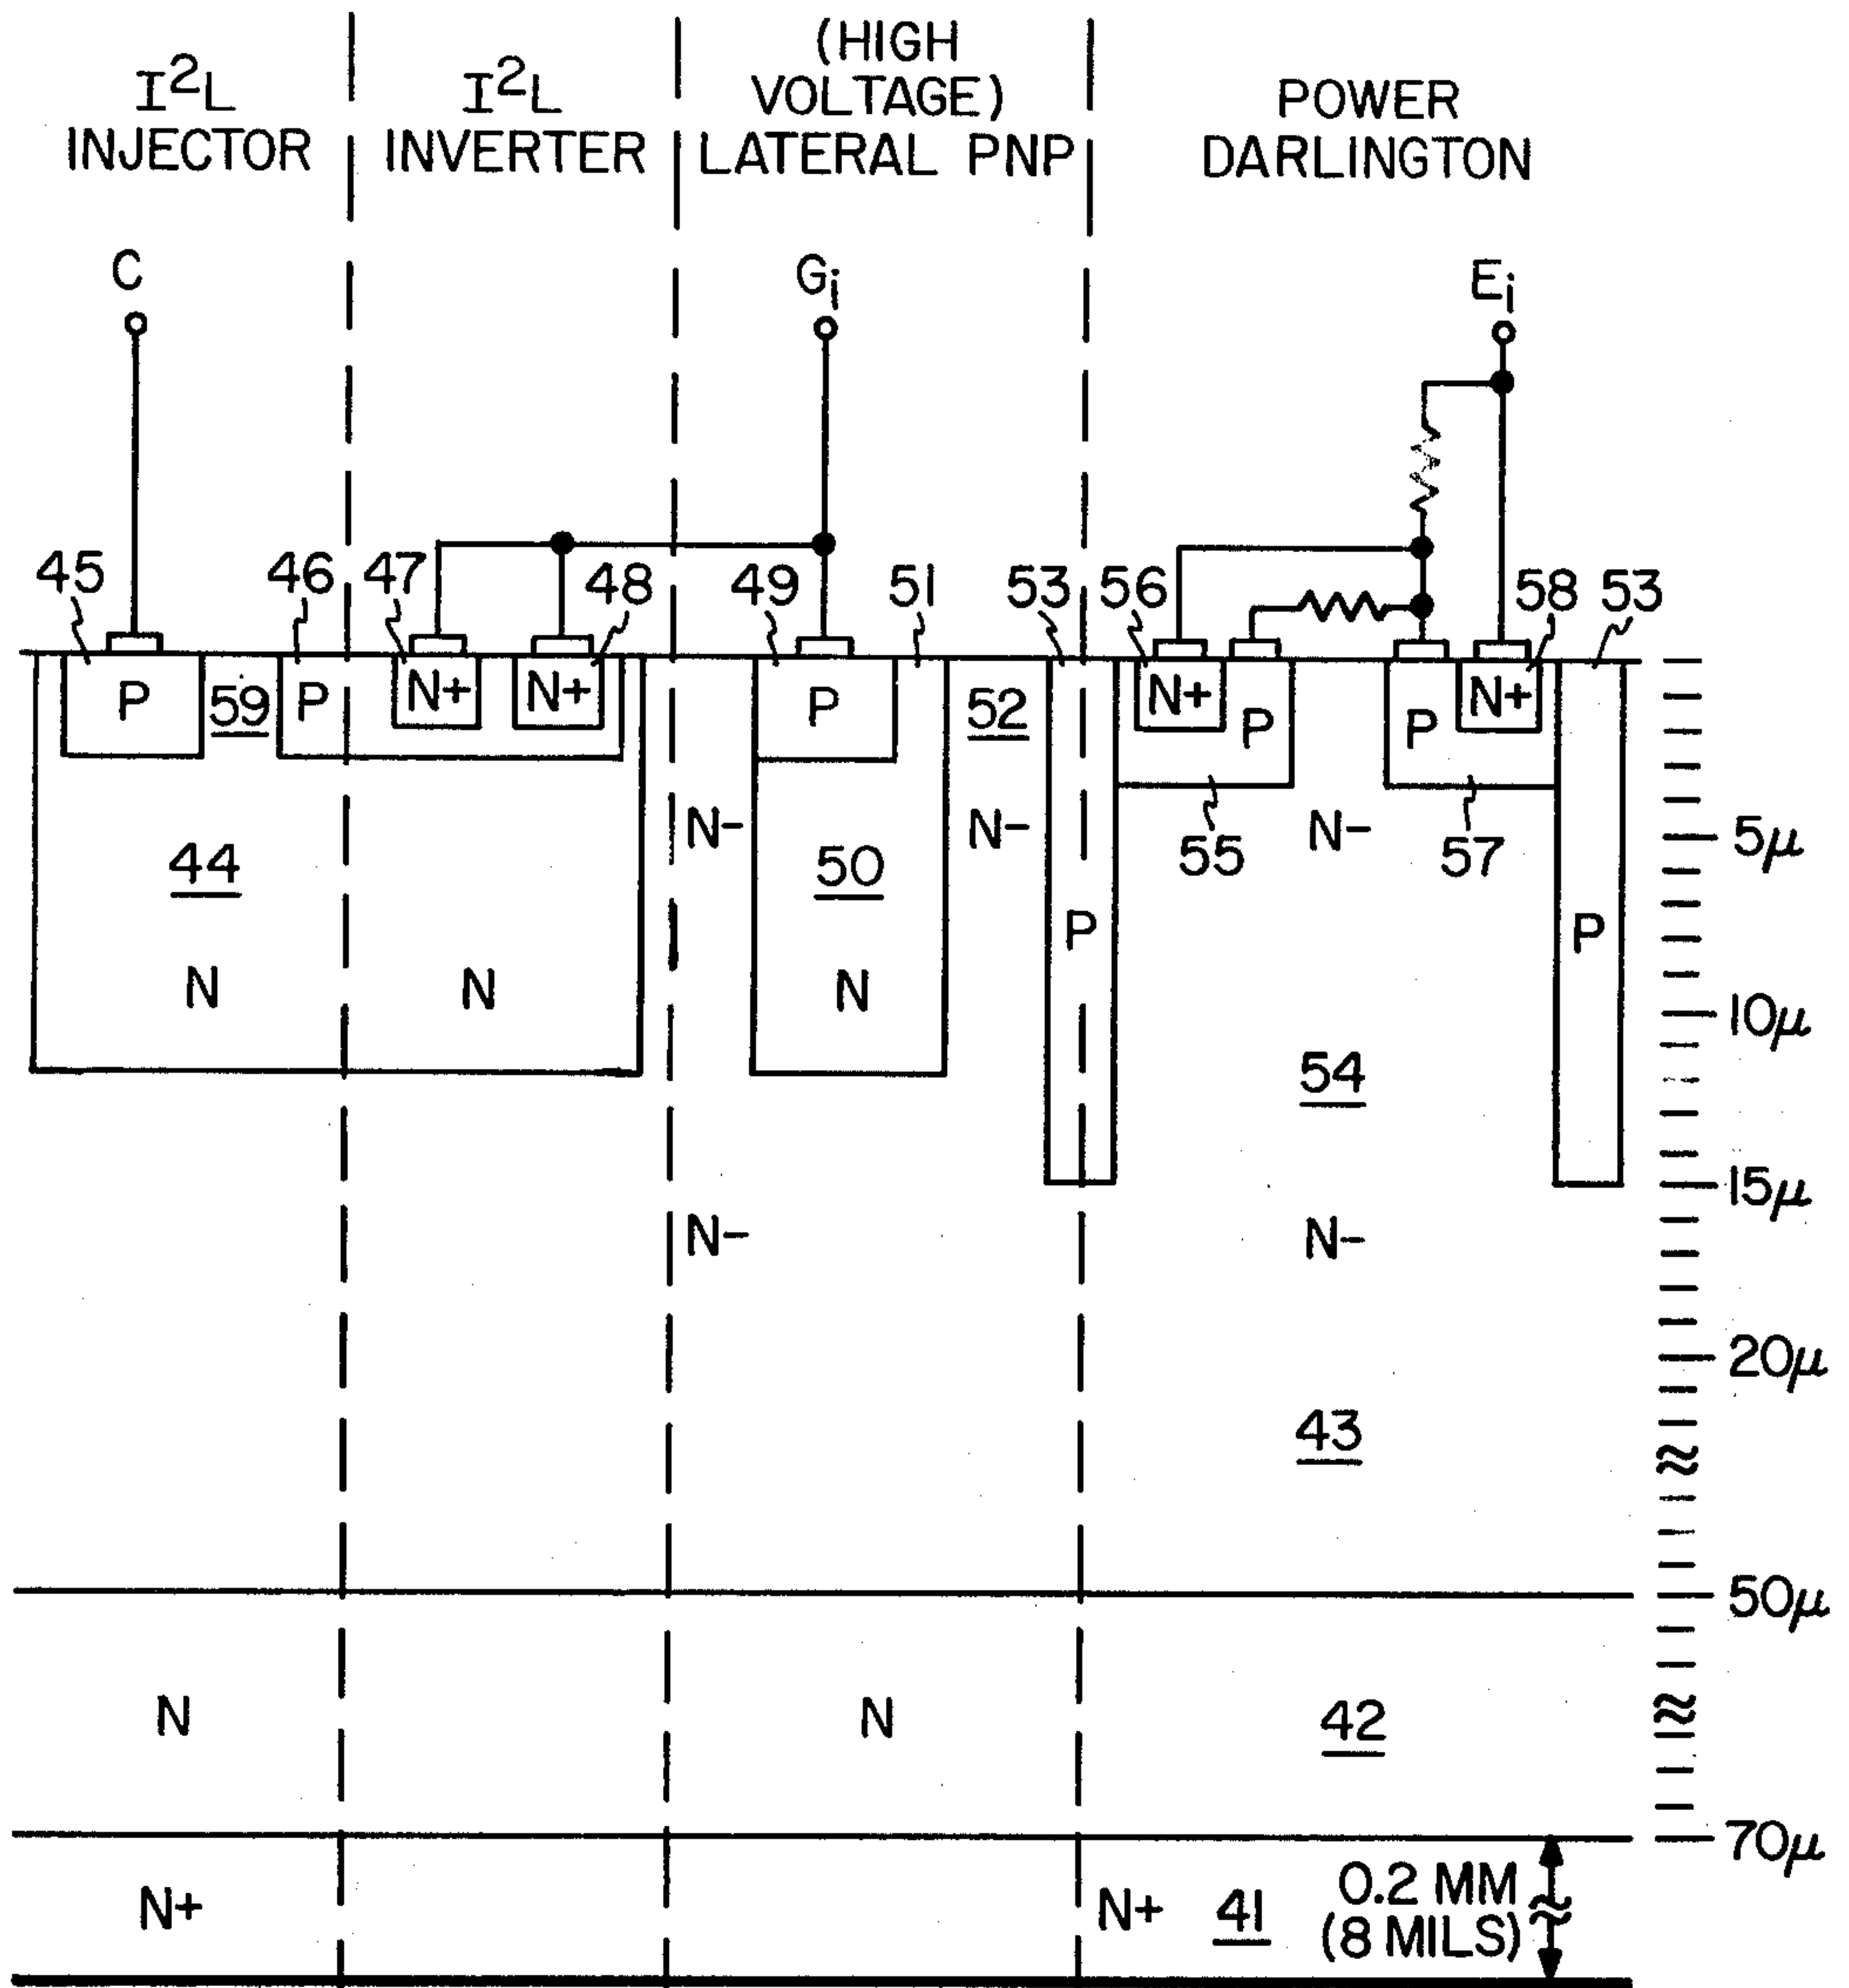 I²L
INJECTOR
I²L
INVERTER
(HIGH
VOLTAGE)
LATERAL PNP
POWER
DARLINGTON
C
Gi
Ei
45
46
47
48
49
51
53
56
58
53
P
59
P
N+
N+
P
52
N+
P
P
N+
N-
N-
55
N-
57
5μ
44
50
P
P
N
N
N
10μ
54
15μ
N-
N-
20μ
43
50μ
N
N
42
70μ
N+
N+
41
0.2 MM
(8 MILS)